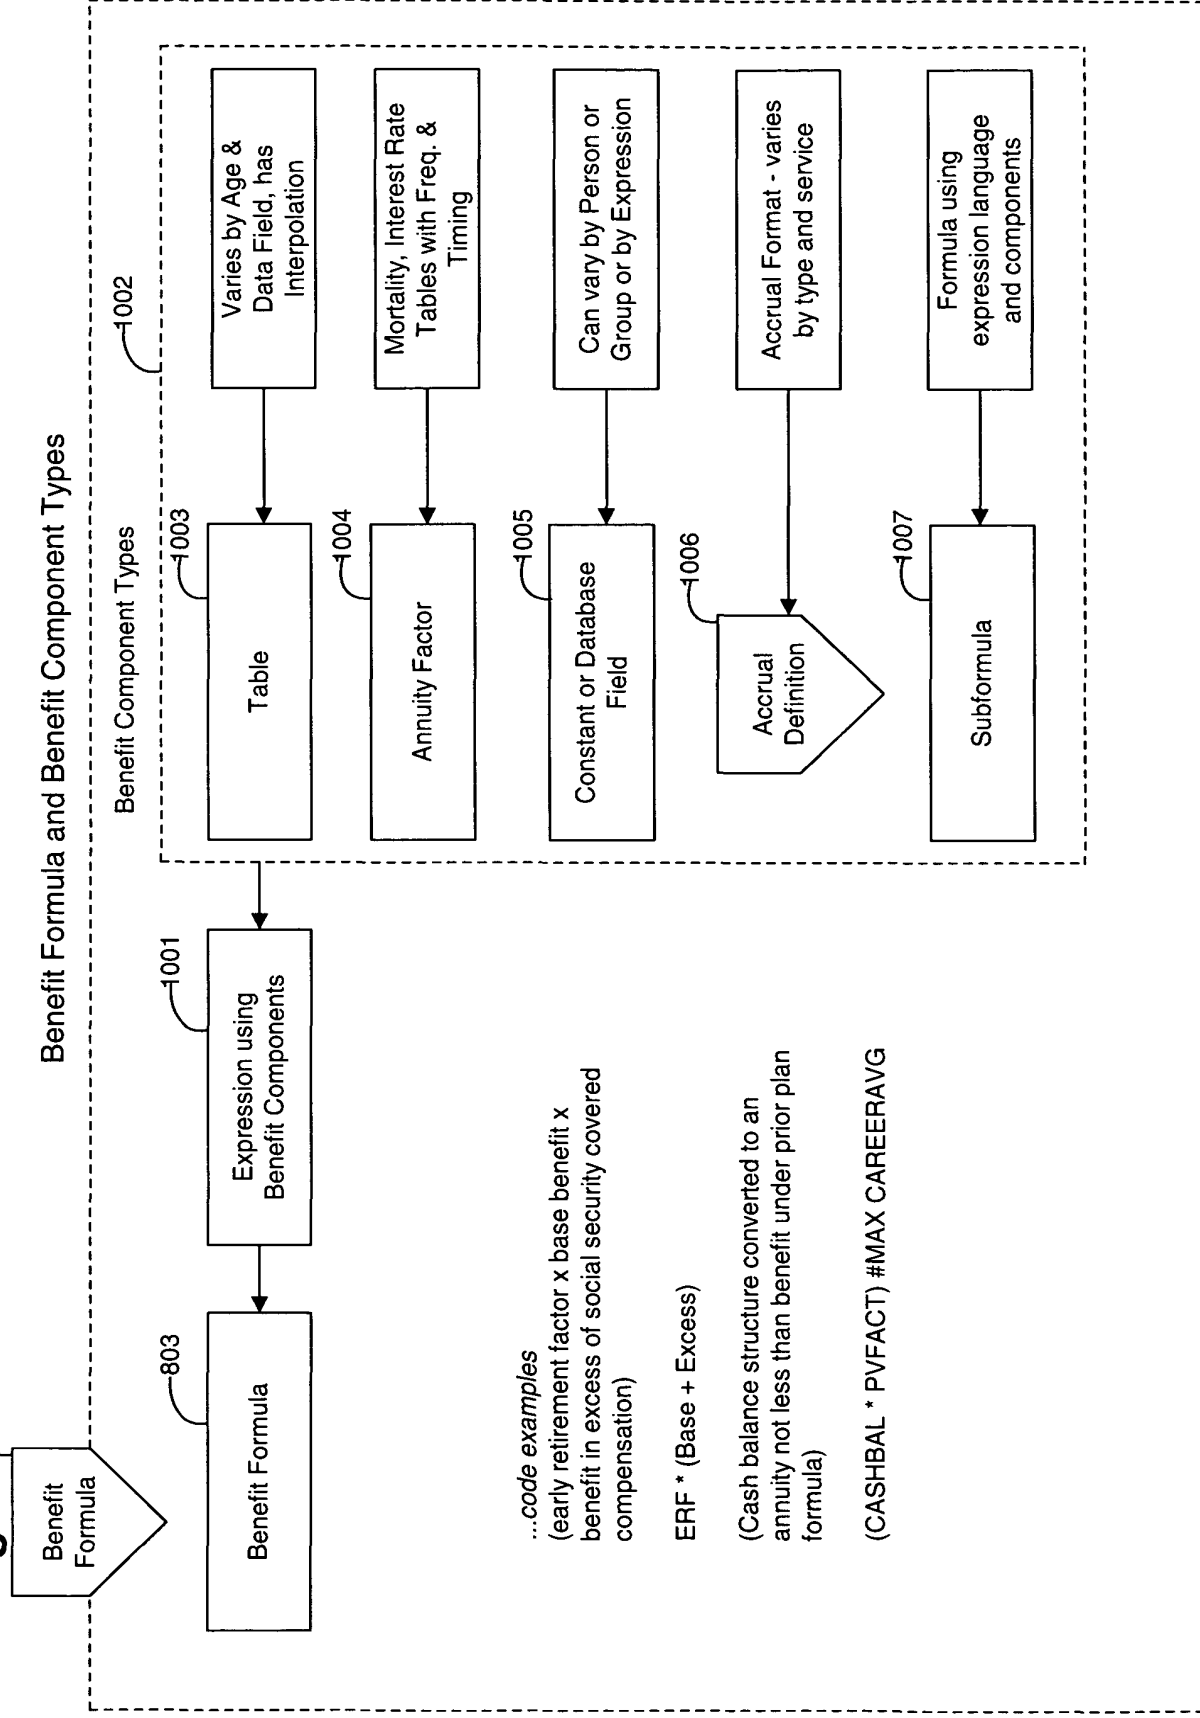 Benefit Formula and Benefit Component Types
Benefit
Formula
803
Benefit Formula
1001
Expression using
Benefit Components
Benefit Component Types
1002
1003
Table
Varies by Age &
Data Field, has
Interpolation
1004
Annuity Factor
Mortality, Interest Rate
Tables with Freq. &
Timing
1005
Constant or Database
Field
Can vary by Person or
Group or by Expression
1006
Accrual
Definition
Accrual Format - varies
by type and service
1007
Subformula
Formula using
expression language
and components
...code examples
(early retirement factor x base benefit x
benefit in excess of social security covered
compensation)
ERF * (Base + Excess)
(Cash balance structure converted to an
annuity not less than benefit under prior plan
formula)
(CASHBAL * PVFACT) #MAX CAREERAVG